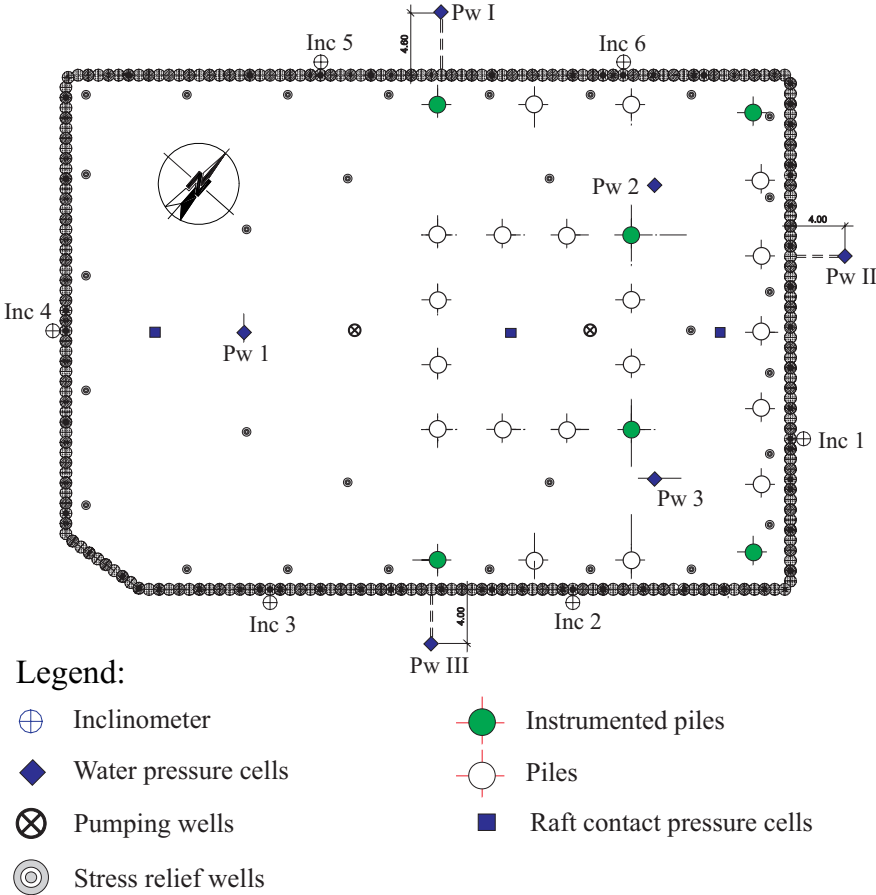 Pw I
Inc 5
Inc 6
4.60
N
Pw 2
4.00
Pw II
Inc 4
Pw 1
Inc 1
Pw 3
Inc 3
4.00
Inc 2
Pw III
Legend:
Inclinometer
Instrumented piles
Water pressure cells
Piles
Pumping wells
Raft contact pressure cells
Stress relief wells